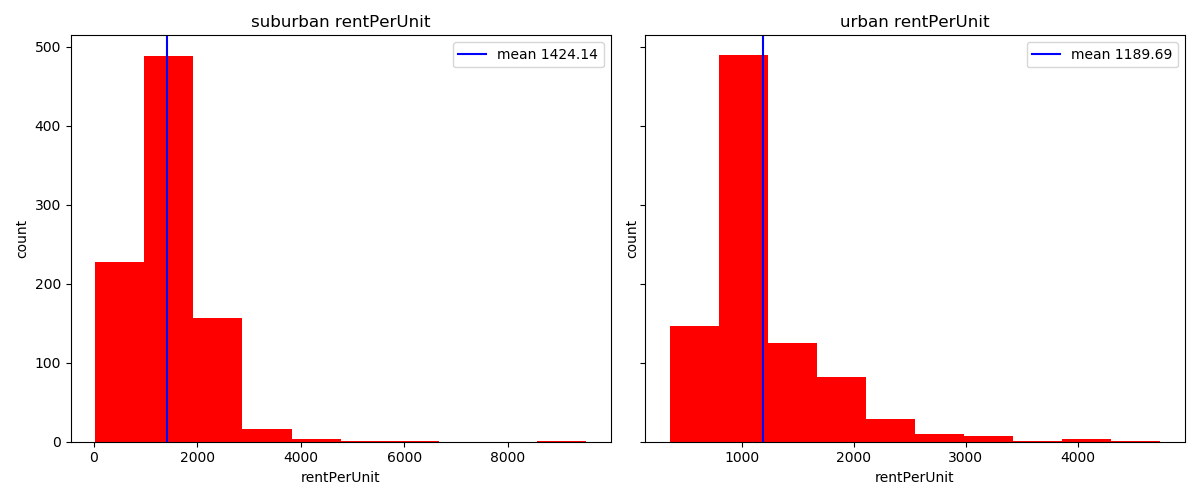 suburban rentPerUnit
mean 1424.14
500
400
300
200
100
0
count
0 2000 4000 6000 8000
rentPerUnit
urban rentPerUnit
mean 1189.69
count
1000 2000 3000 4000
rentPerUnit